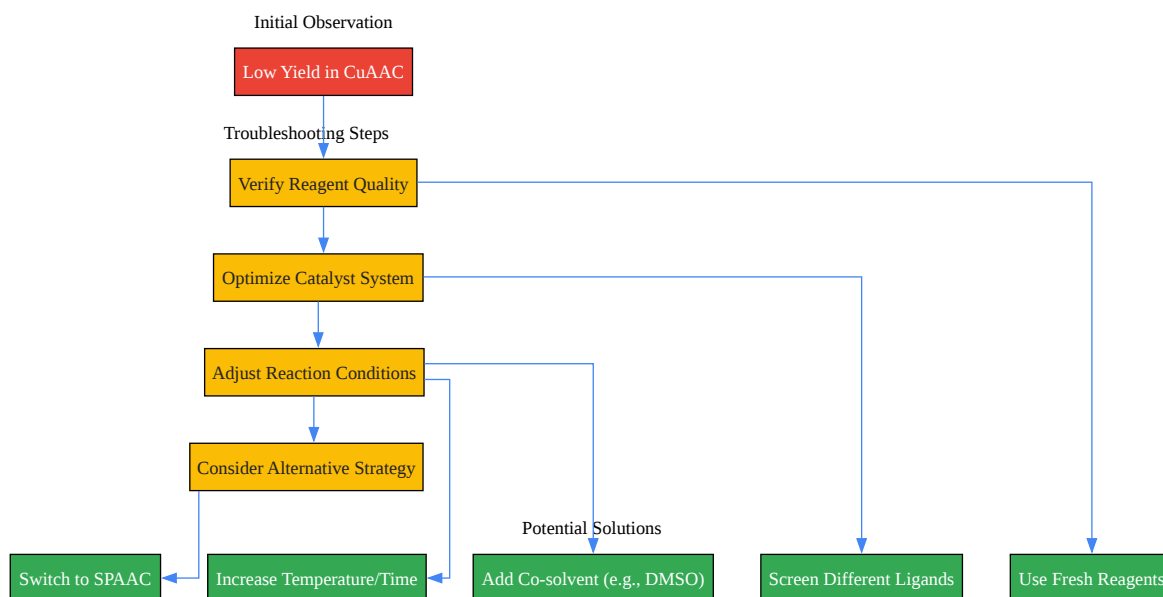 Initial Observation
Low Yield in CuAAC
Troubleshooting Steps
Verify Reagent Quality
Optimize Catalyst System
Adjust Reaction Conditions
Consider Alternative Strategy
Potential Solutions
Switch to SPAAC
Increase Temperature/Time
Add Co-solvent (e.g., DMSO)
Screen Different Ligands
Use Fresh Reagents